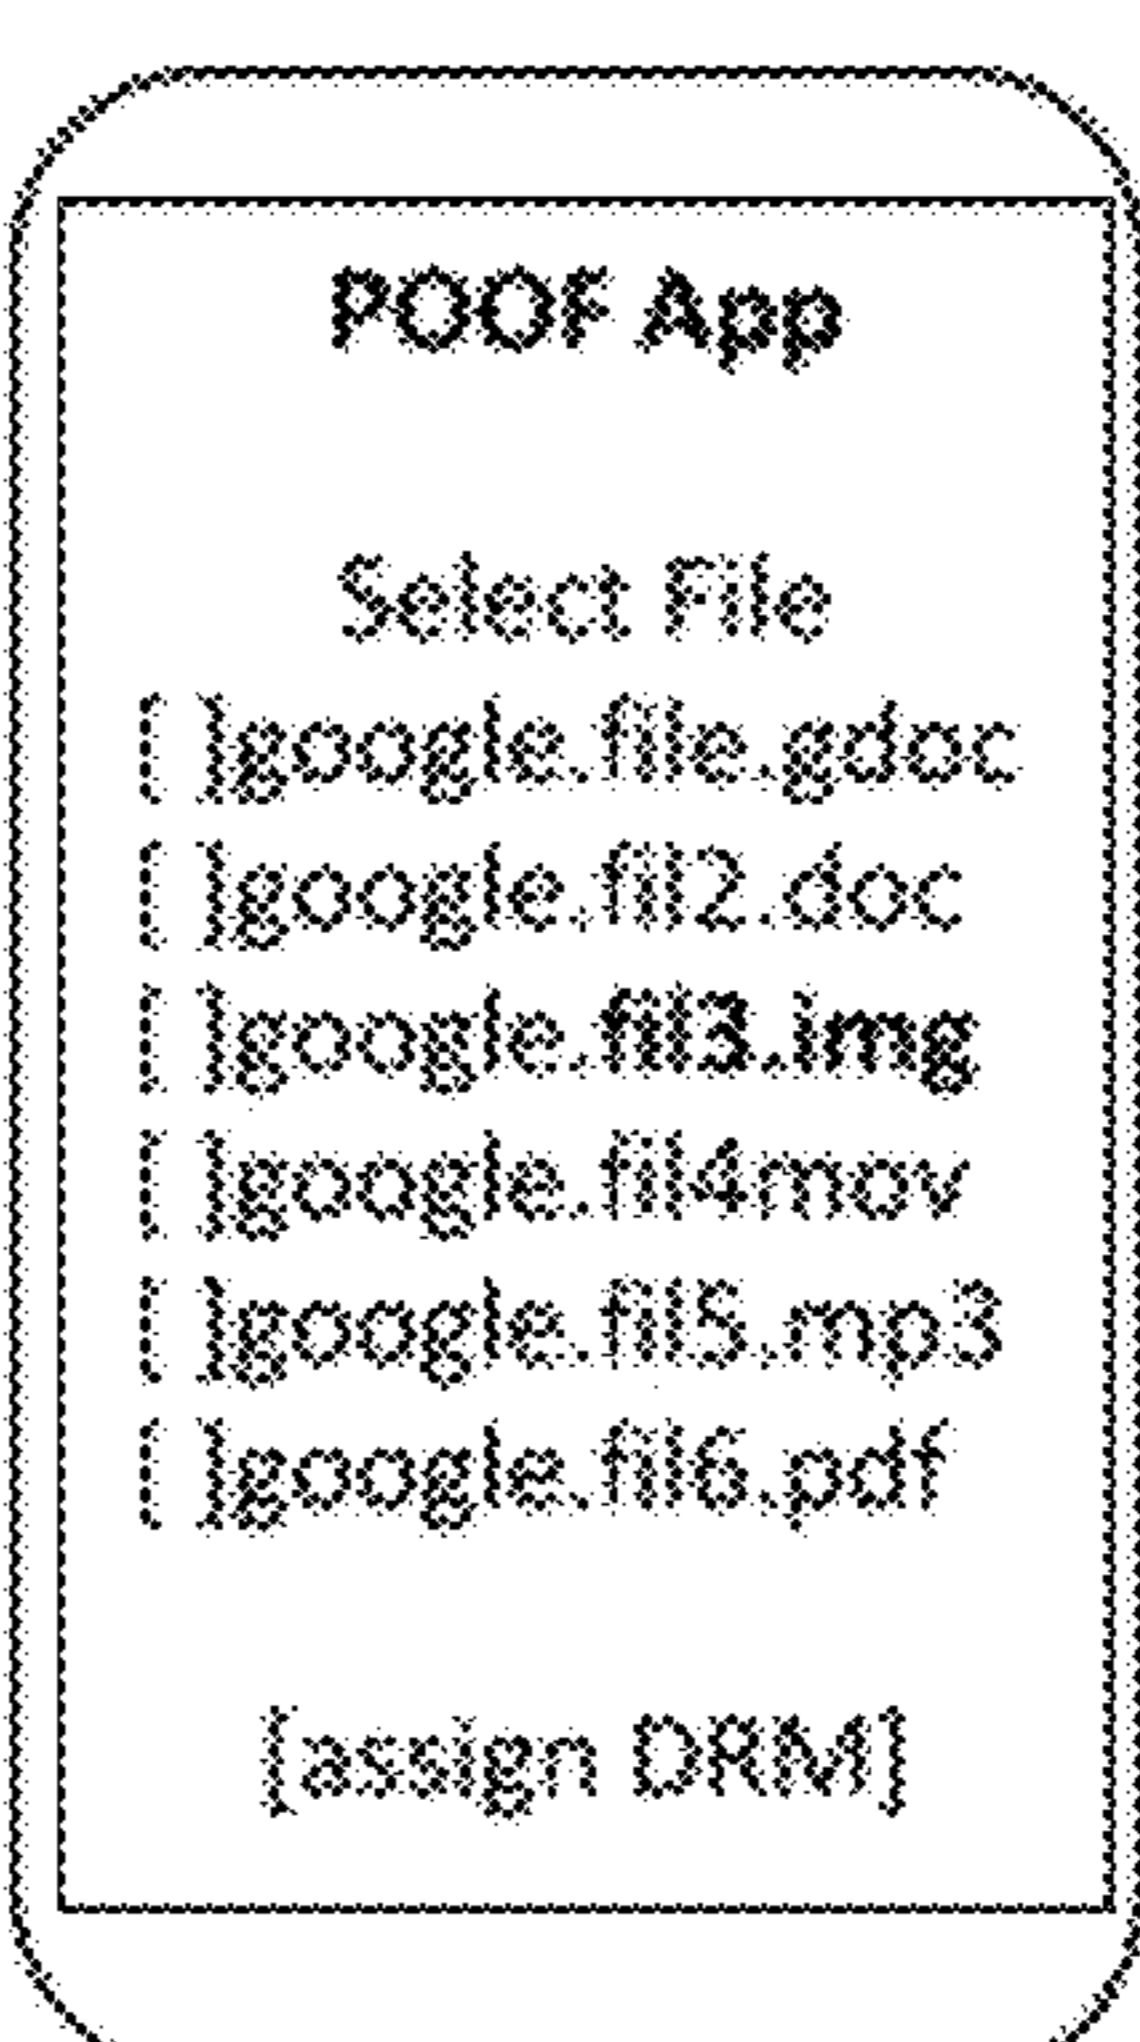 POOF App
Select File
[ ]google.file.gdoc
[ ]google.fil2.doc
[ ]google.fil3.img
[ ]google.fil4mov
[ ]google.fil5.mp3
[ ]google.fil6.pdf
[assign DRM]